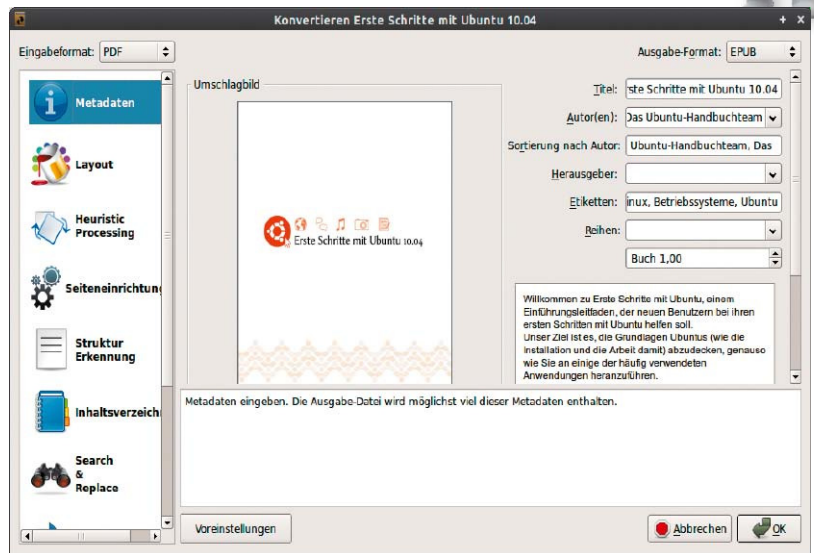 Konvertieren Erste Schritte mit Ubuntu 10.04
Eingabeformat: PDF
Ausgabe-Format: EPUB
Metadaten
Layout
Heuristic
Processing
Seiteneinrichtung
Struktur
Erkennung
Inhaltsverzeich
Search
&
Replace
Umschlagbild
Erste Schritte mit Ubuntu 10.04
Titel: ste Schritte mit Ubuntu 10.04
Autor(en): Das Ubuntu-Handbuchteam
Sortierung nach Autor: Ubuntu-Handbuchteam, Das
Herausgeber:
Etiketten: inux, Betriebssysteme, Ubuntu
Reihen:
Buch 1,00
Willkommen zu Erste Schritte mit Ubuntu, einem
Einführungsleitfaden, der neuen Benutzern bei ihren
ersten Schritten mit Ubuntu helfen soll.
Unser Ziel ist es, die Grundlagen Ubuntus (wie die
Installation und die Arbeit damit) abzudecken, genauso
wie Sie an einige der häufig verwendeten
Anwendungen heranzuführen.
Metadaten eingeben. Die Ausgabe-Datei wird möglichst viel dieser Metadaten enthalten.
Voreinstellungen
Abbrechen
OK